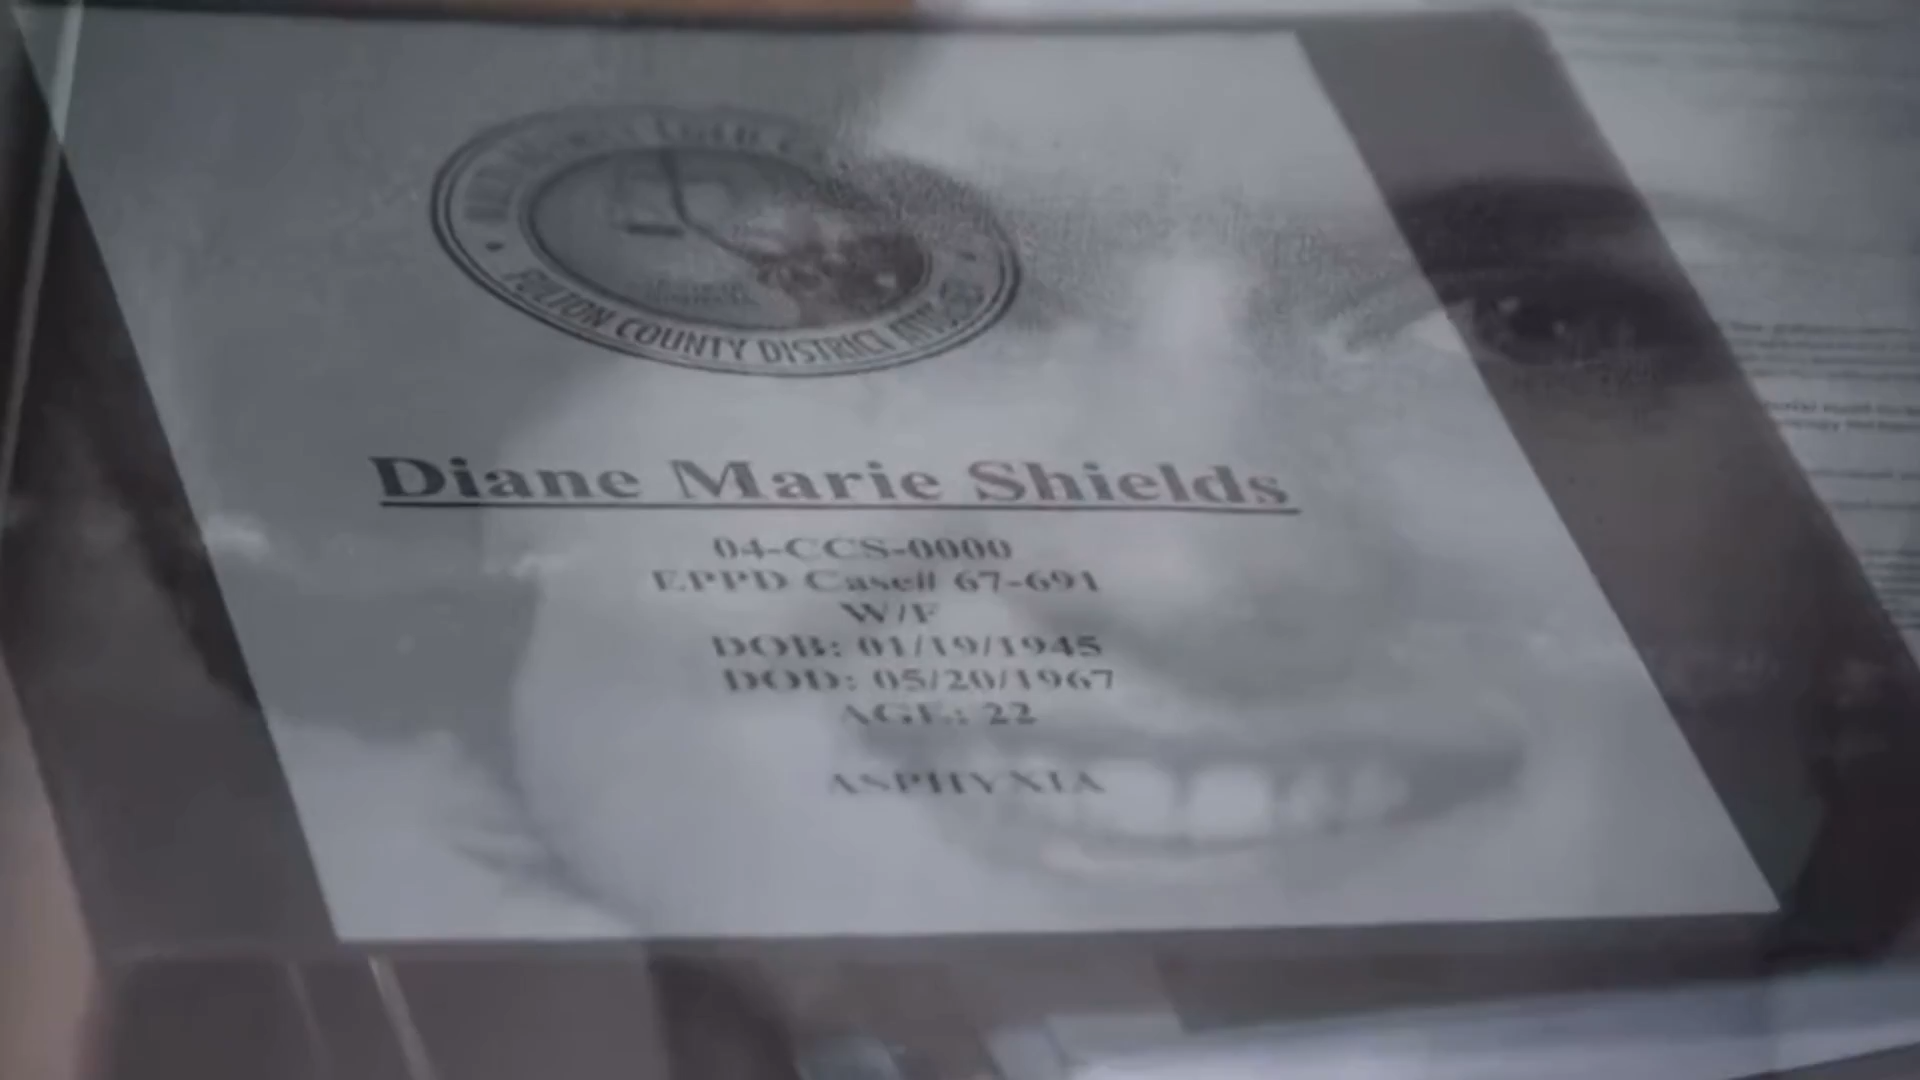 FULTON COUNTY DISTRICT
Diane Marie Shields
04-CCS-0000
EPPD Case# 67-691
W/F
DOB: 01/19/1945
DOD: 05/20/1967
AGE: 22
ASPHYXIA